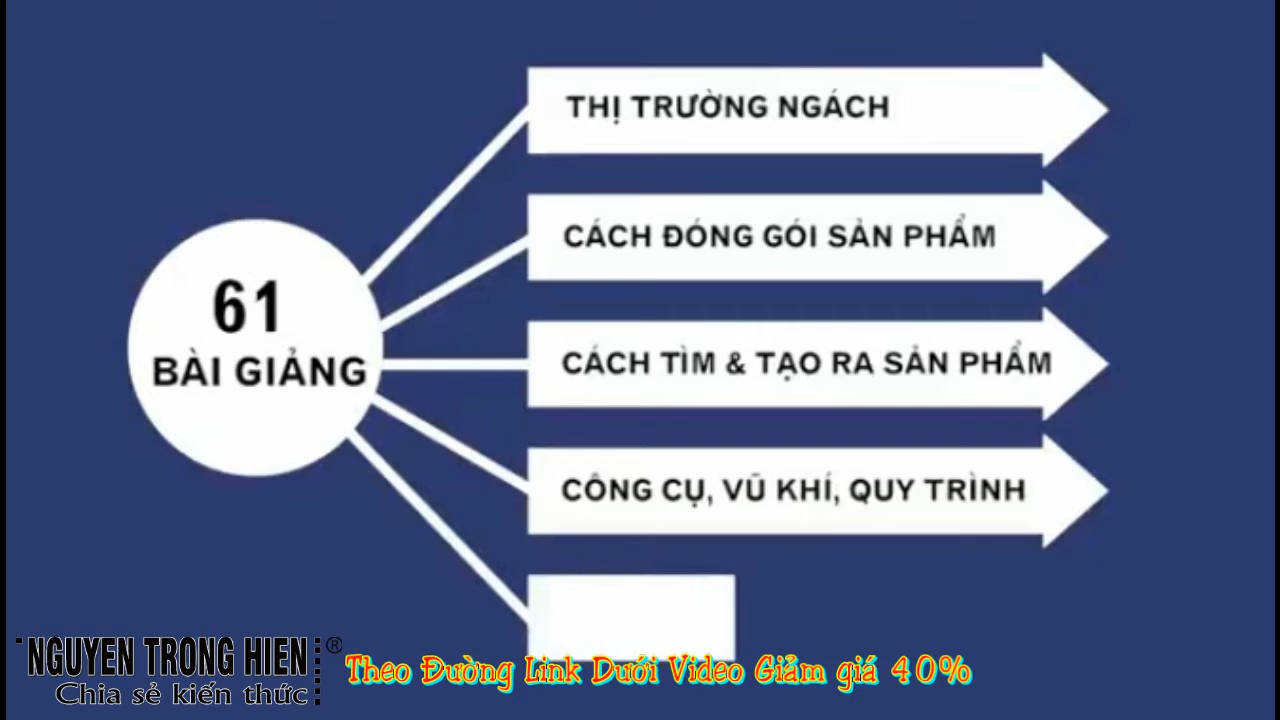 THỊ TRƯỜNG NGÁCH
CÁCH ĐÓNG GÓI SẢN PHẨM
61
BÀI GIẢNG
CÁCH TÌM & TẠO RA SẢN PHẨM
CÔNG CỤ, VŨ KHÍ, QUY TRÌNH
NGUYEN TRONG HIEN ®
Chia sẻ kiến thức
Theo Đường Link Dưới Video Giảm giá 40%